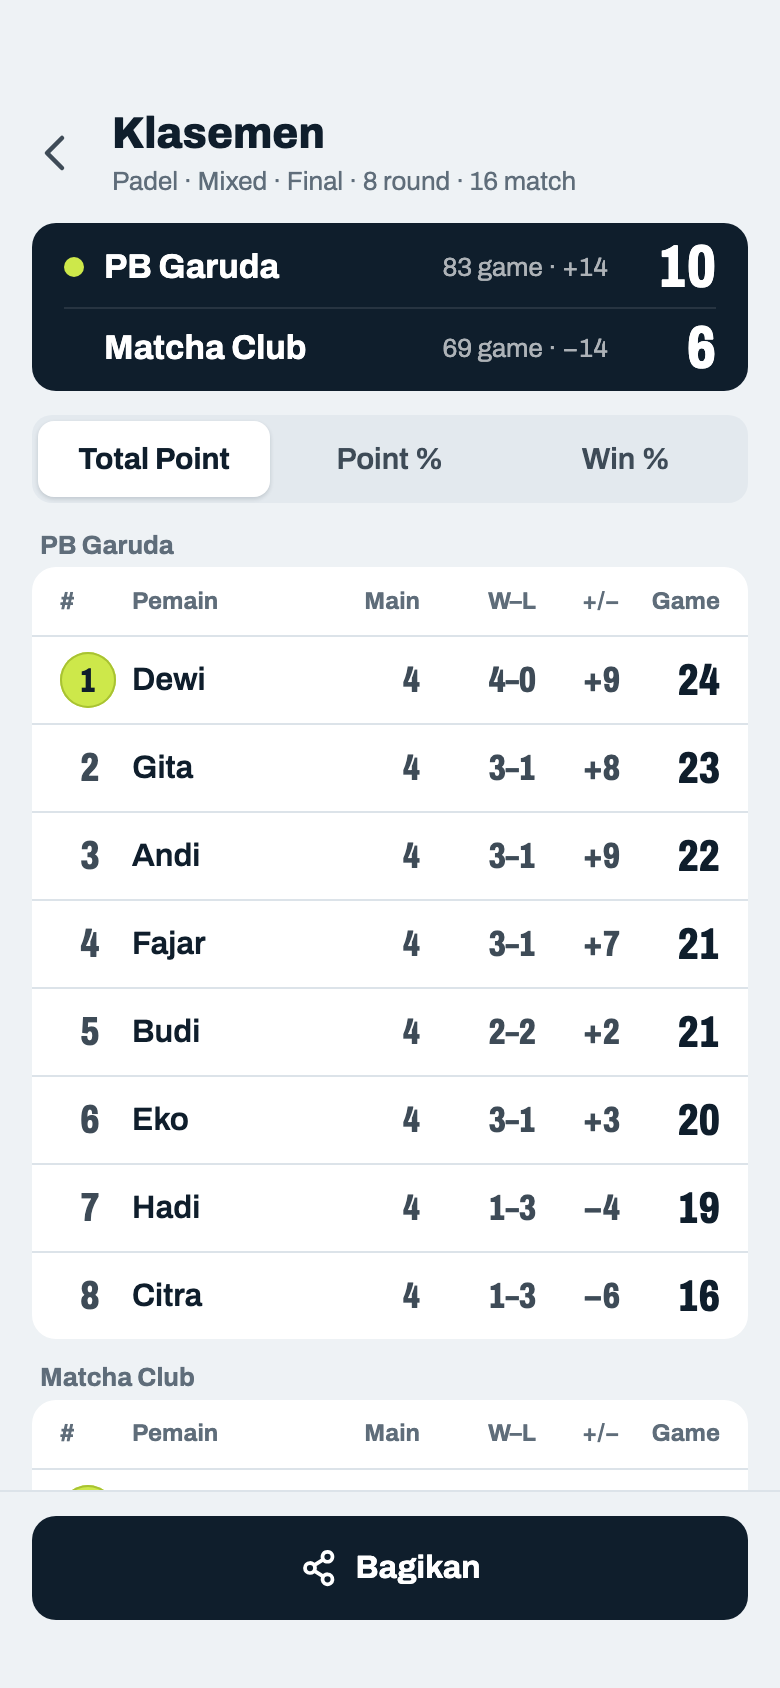 Klasemen
Padel · Mixed · Final · 8 round · 16 match
PB Garuda 83 game · +14 10
Matcha Club 69 game · −14 6
Total Point Point % Win %
PB Garuda
# Pemain Main W–L +/− Game
1 Dewi 4 4–0 +9 24
2 Gita 4 3–1 +8 23
3 Andi 4 3–1 +9 22
4 Fajar 4 3–1 +7 21
5 Budi 4 2–2 +2 21
6 Eko 4 3–1 +3 20
7 Hadi 4 1–3 −4 19
8 Citra 4 1–3 −6 16
Matcha Club
# Pemain Main W–L +/− Game
Bagikan